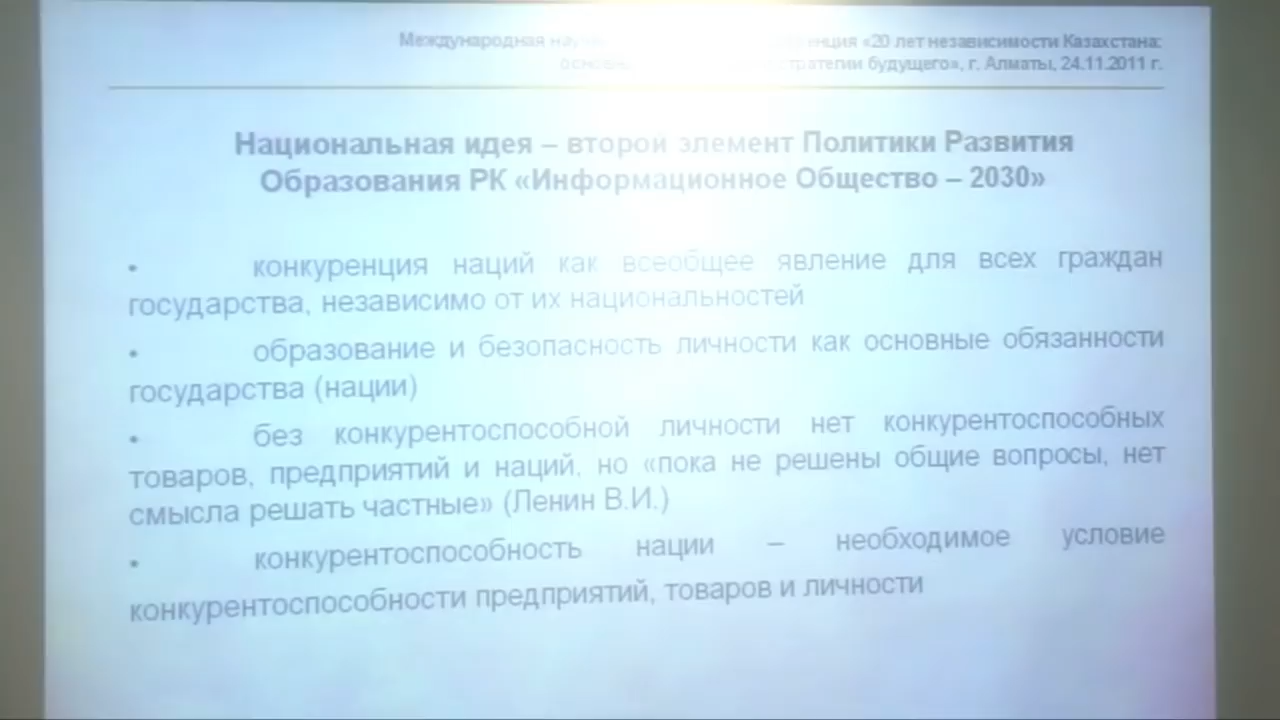 Международная ференция «20 лет независимости Казахстана:
стратегии будущего», г. Алматы, 24.11.2011 г.
Национальная идея – второй элемент Политики Развития
Образования РК «Информационное Общество – 2030»
• конкуренция наций как всеобщее явление для всех граждан
государства, независимо от их национальностей
• образование и безопасность личности как основные обязанности
государства (нации)
• без конкурентоспособной личности нет конкурентоспособных
товаров, предприятий и наций, но «пока не решены общие вопросы, нет
смысла решать частные» (Ленин В.И.)
• конкурентоспособность нации – необходимое условие
конкурентоспособности предприятий, товаров и личности